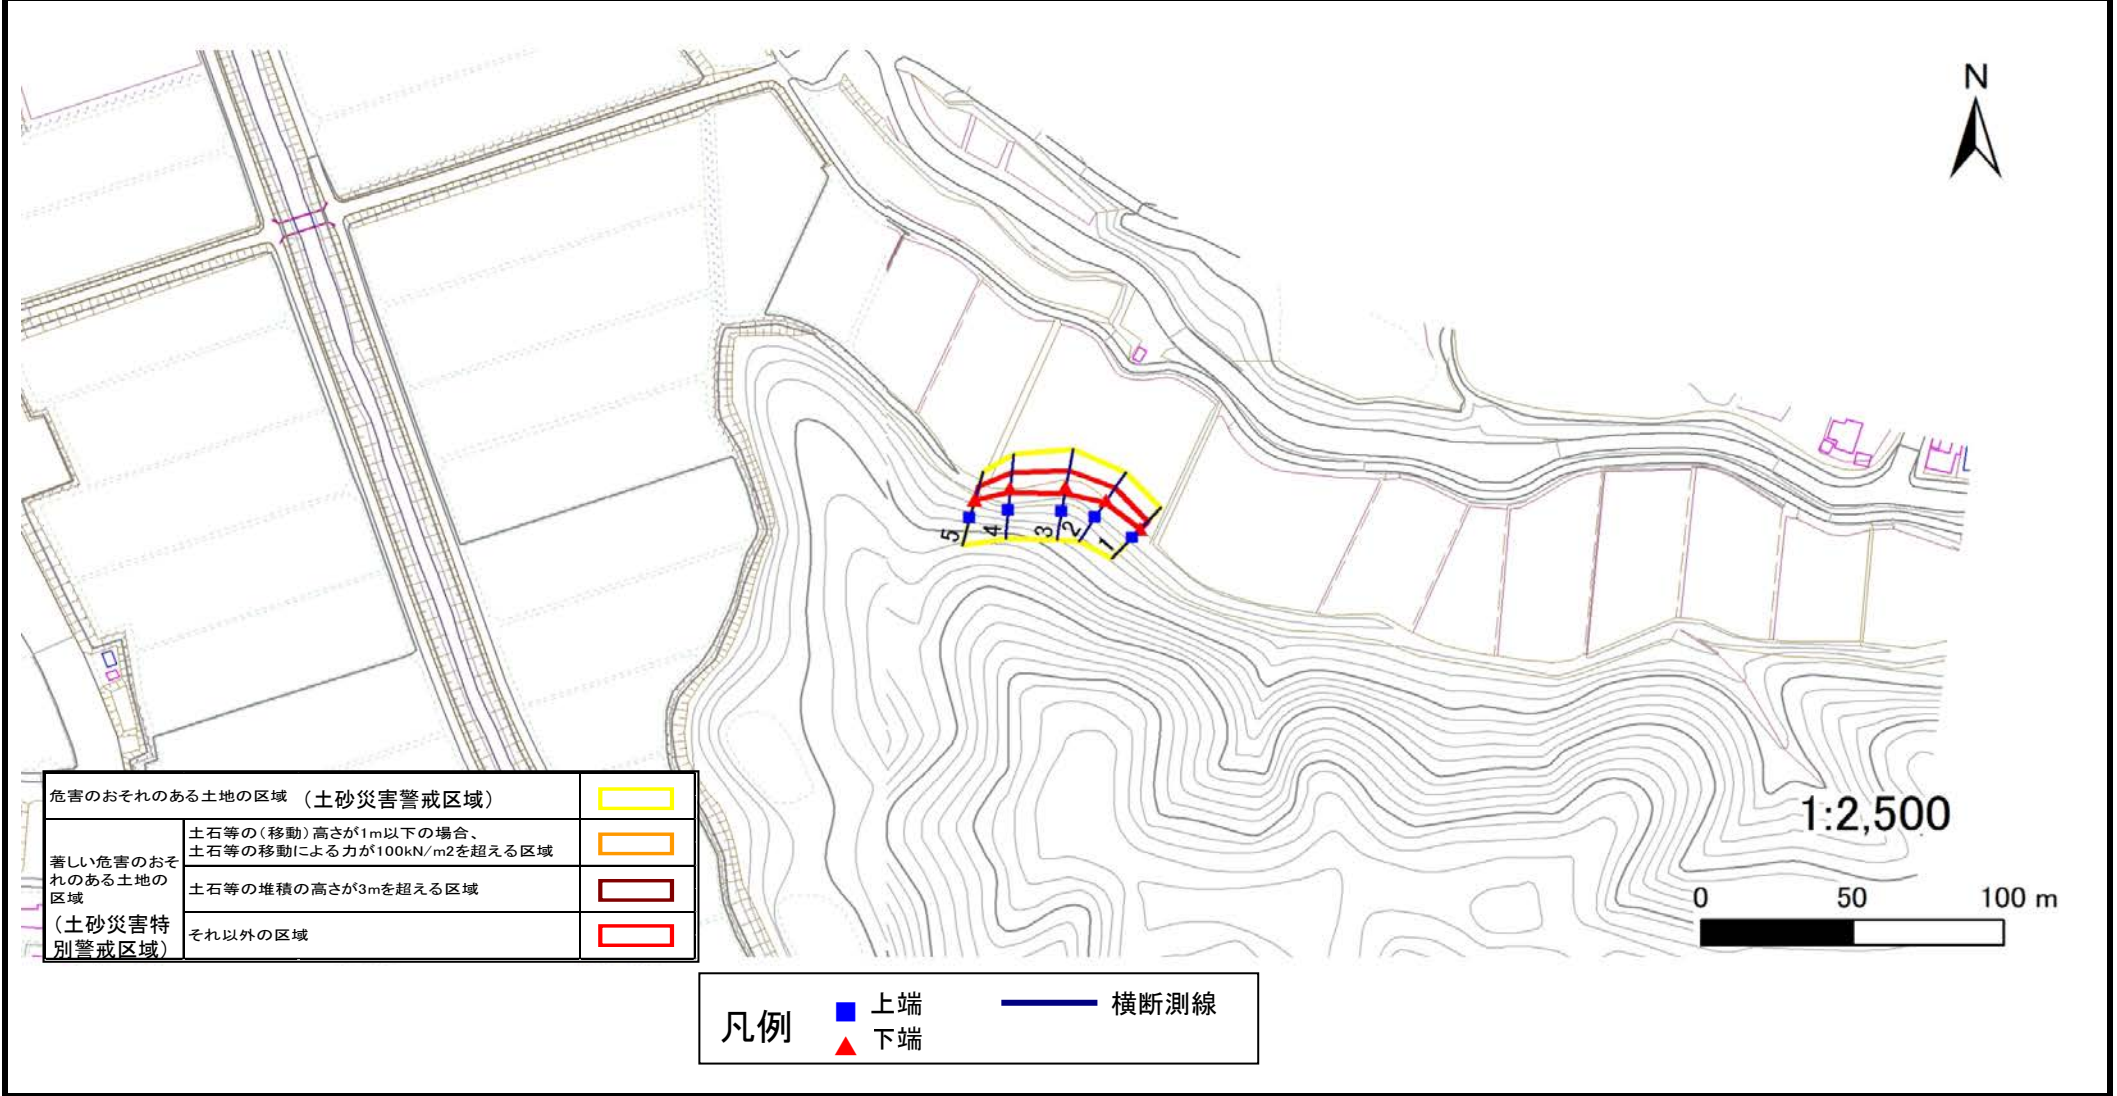 N
5
4
3
2
1
危害のおそれのある土地の区域 (土砂災害警戒区域)
著しい危害のおそ
れのある土地の
区域
(土砂災害特
別警戒区域)
土石等の(移動)高さが1m以下の場合、
土石等の移動による力が100kN/m2を超える区域
土石等の堆積の高さが3mを超える区域
それ以外の区域
1:2,500
0 50 100 m
凡例
上端
下端
横断測線